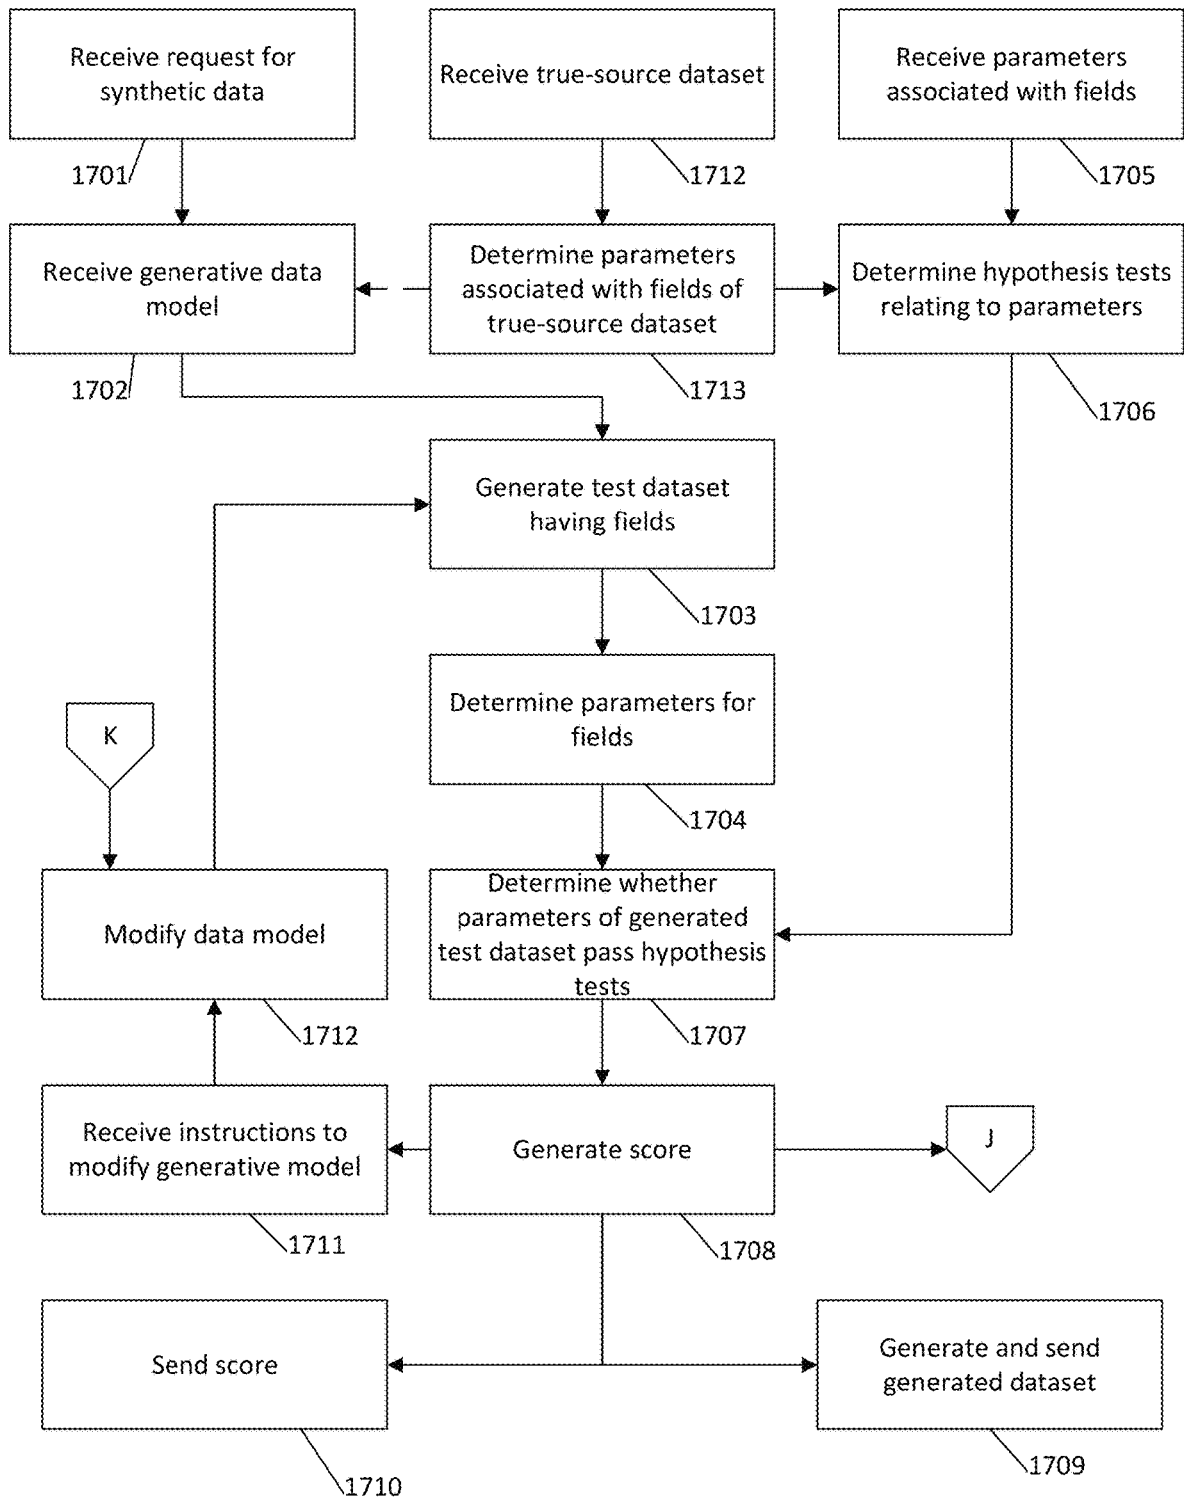 Receive request for
synthetic data
1701
Receive true-source dataset
1712
Receive parameters
associated with fields
1705
Receive generative data
model
1702
Determine parameters
associated with fields of
true-source dataset
1713
Determine hypothesis tests
relating to parameters
1706
Generate test dataset
having fields
1703
Determine parameters for
fields
1704
K
Modify data model
1712
Determine whether
parameters of generated
test dataset pass hypothesis
tests
1707
Receive instructions to
modify generative model
1711
Generate score
1708
J
Send score
1710
Generate and send
generated dataset
1709